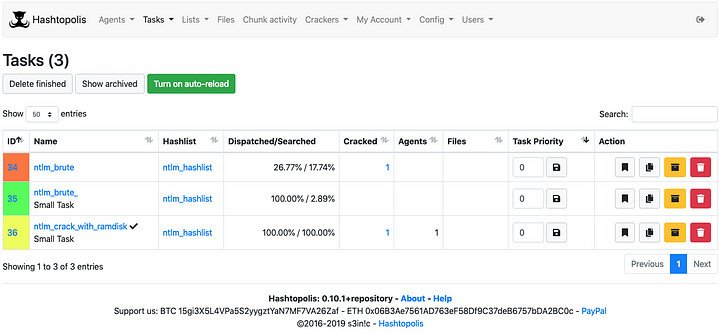 Hashtopolis Agents Tasks Lists Files Chunk activity Crackers My Account Config Users
Tasks (3)
Delete finished Show archived Turn on auto-reload
Show 50 entries Search:
ID Name Hashlist Dispatched/Searched Cracked Agents Files Task Priority Action
34 ntlm_brute ntlm_hashlist 26.77% / 17.74% 1 0
35 ntlm_brute_ ntlm_hashlist 100.00% / 2.89% 0
Small Task
36 ntlm_crack_with_ramdisk ntlm_hashlist 100.00% / 100.00% 1 1 0
Small Task
Showing 1 to 3 of 3 entries Previous 1 Next
Hashtopolis: 0.10.1+repository - About - Help
Support us: BTC 15gi3X5L4VPa5S2yygztYaN7MF7VA26Zaf - ETH 0x06B3Ae7561AD763eF58Df9C37deB6757bDA2BC0c - PayPal
©2016-2019 s3in!c - Hashtopolis